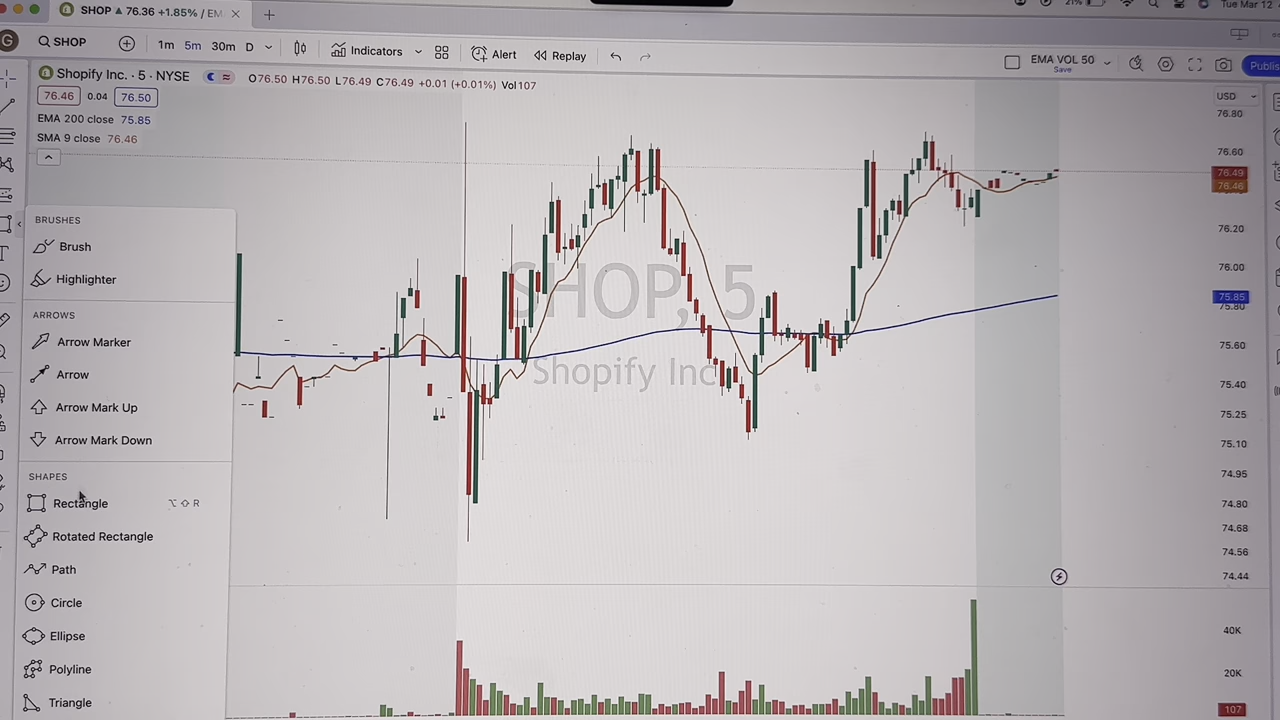 SHOP ▲ 76.36 +1.85% / EM
21%
Tue Mar 12
G
SHOP
1m 5m 30m D
Indicators
Alert
Replay
EMA VOL 50
Save
Publis
Shopify Inc. · 5 · NYSE
O76.50 H76.50 L76.49 C76.49 +0.01 (+0.01%) Vol107
76.46 0.04 76.50
EMA 200 close 75.85
SMA 9 close 76.46
USD
76.80
76.60
76.49
76.46
76.20
76.00
75.85
75.80
75.60
75.40
75.25
75.10
74.95
74.80
74.68
74.56
74.44
40K
20K
107
SHOP, 5
Shopify Inc
BRUSHES
Brush
Highlighter
ARROWS
Arrow Marker
Arrow
Arrow Mark Up
Arrow Mark Down
SHAPES
Rectangle ⌥ ⇧ R
Rotated Rectangle
Path
Circle
Ellipse
Polyline
Triangle